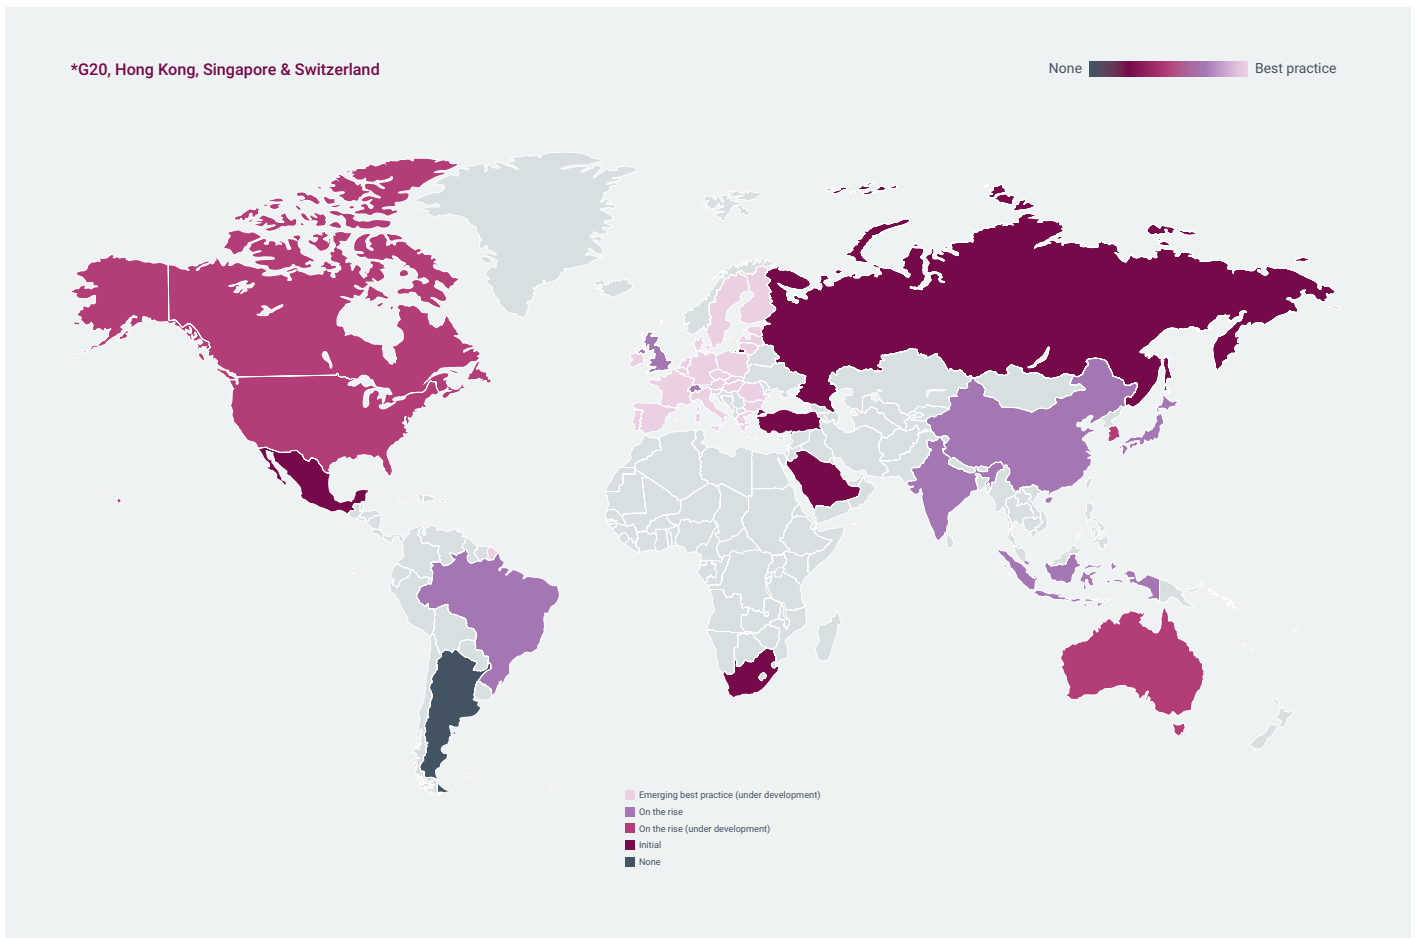 *G20, Hong Kong, Singapore & Switzerland
None Best practice
Emerging best practice (under development)
On the rise
On the rise (under development)
Initial
None